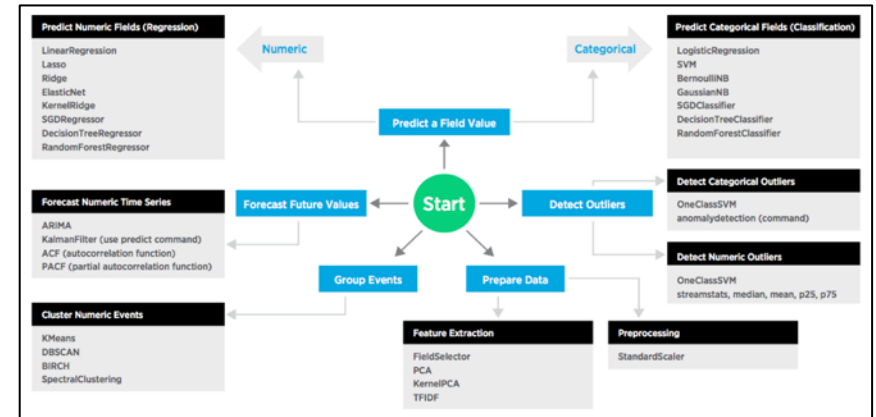 Predict Numeric Fields (Regression)
LinearRegression
Lasso
Ridge
ElasticNet
KernelRidge
SGDRegressor
DecisionTreeRegressor
RandomForestRegressor
Numeric
Categorical
Predict Categorical Fields (Classification)
LogisticRegression
SVM
BernoulliNB
GaussianNB
SGDClassifier
DecisionTreeClassifier
RandomForestClassifier
Predict a Field Value
Forecast Numeric Time Series
ARIMA
KalmanFilter (use predict command)
ACF (autocorrelation function)
PACF (partial autocorrelation function)
Forecast Future Values
Start
Detect Outliers
Detect Categorical Outliers
OneClassSVM
anomalydetection (command)
Detect Numeric Outliers
OneClassSVM
streamstats, median, mean, p25, p75
Group Events
Prepare Data
Cluster Numeric Events
KMeans
DBSCAN
BIRCH
SpectralClustering
Feature Extraction
FieldSelector
PCA
KernelPCA
TFIDF
Preprocessing
StandardScaler